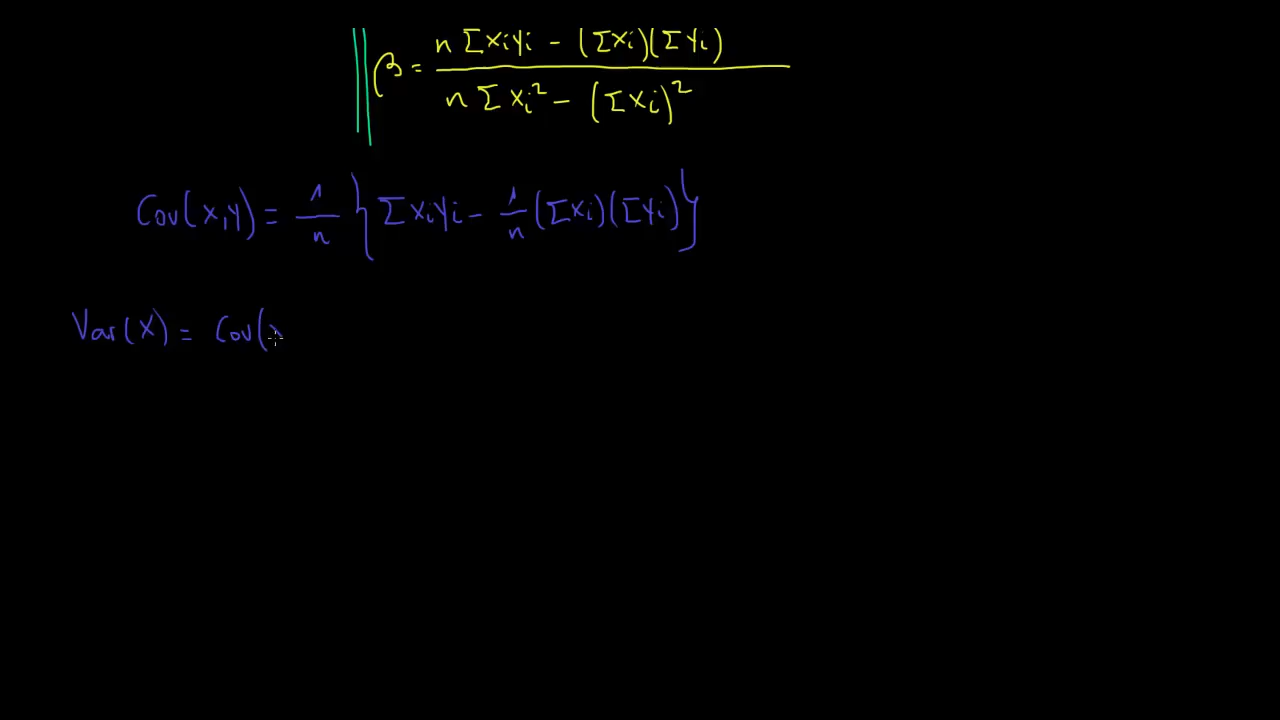 β = (n Σxiyi − (Σxi)(Σyi)) / (n Σxi² − (Σxi)²)
Cov(x,y) = 1/n { Σxiyi − 1/n (Σxi)(Σyi) }
Var(X) = Cov(